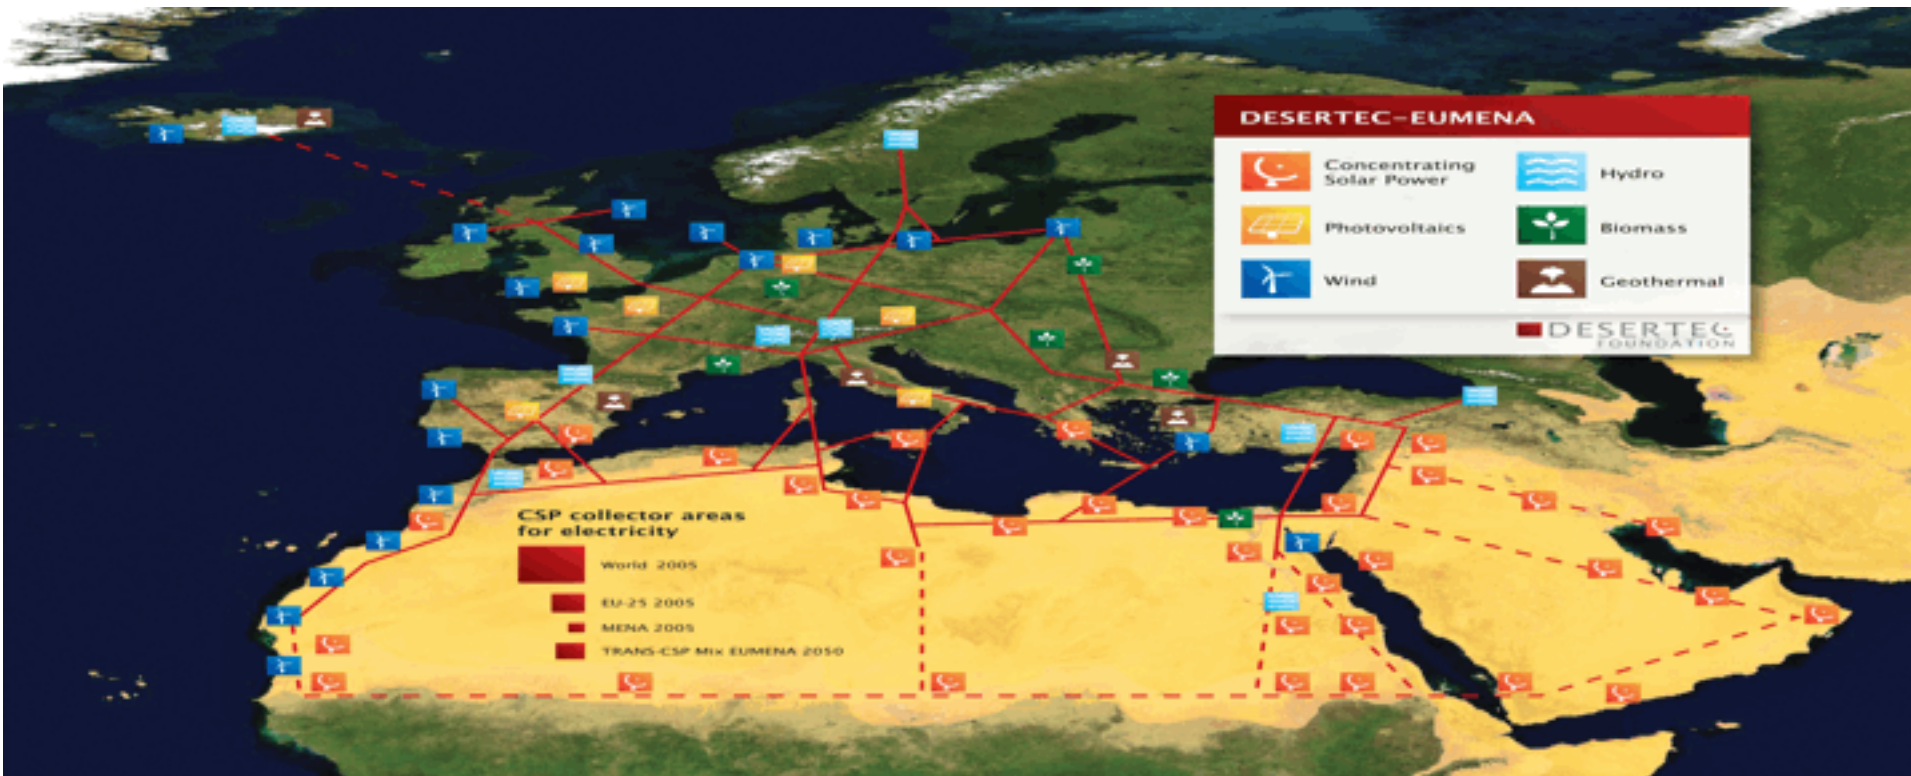 DESERTEC–EUMENA
Concentrating
Solar Power
Hydro
Photovoltaics
Biomass
Wind
Geothermal
DESERTEC
FOUNDATION
CSP collector areas
for electricity
World 2005
EU-25 2005
MENA 2005
TRANS-CSP Mix EUMENA 2050